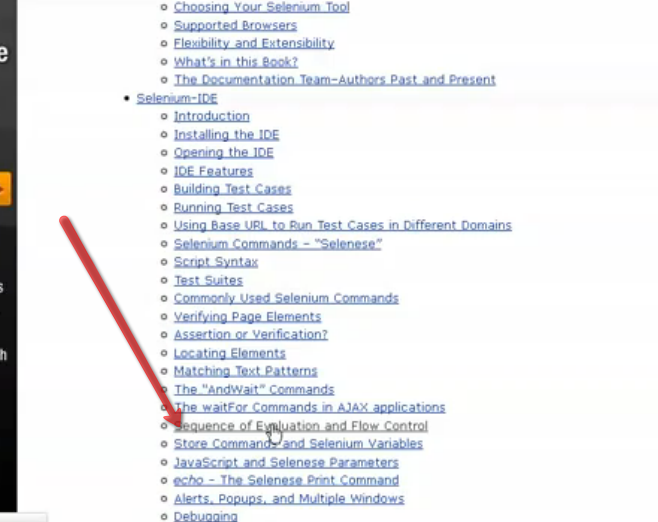 Choosing Your Selenium Tool
Supported Browsers
Flexibility and Extensibility
What's in this Book?
The Documentation Team–Authors Past and Present
Selenium-IDE
Introduction
Installing the IDE
Opening the IDE
IDE Features
Building Test Cases
Running Test Cases
Using Base URL to Run Test Cases in Different Domains
Selenium Commands – "Selenese"
Script Syntax
Test Suites
Commonly Used Selenium Commands
Verifying Page Elements
Assertion or Verification?
Locating Elements
Matching Text Patterns
The "AndWait" Commands
The waitFor Commands in AJAX applications
Sequence of Evaluation and Flow Control
Store Commands and Selenium Variables
JavaScript and Selenese Parameters
echo – The Selenese Print Command
Alerts, Popups, and Multiple Windows
Debugging